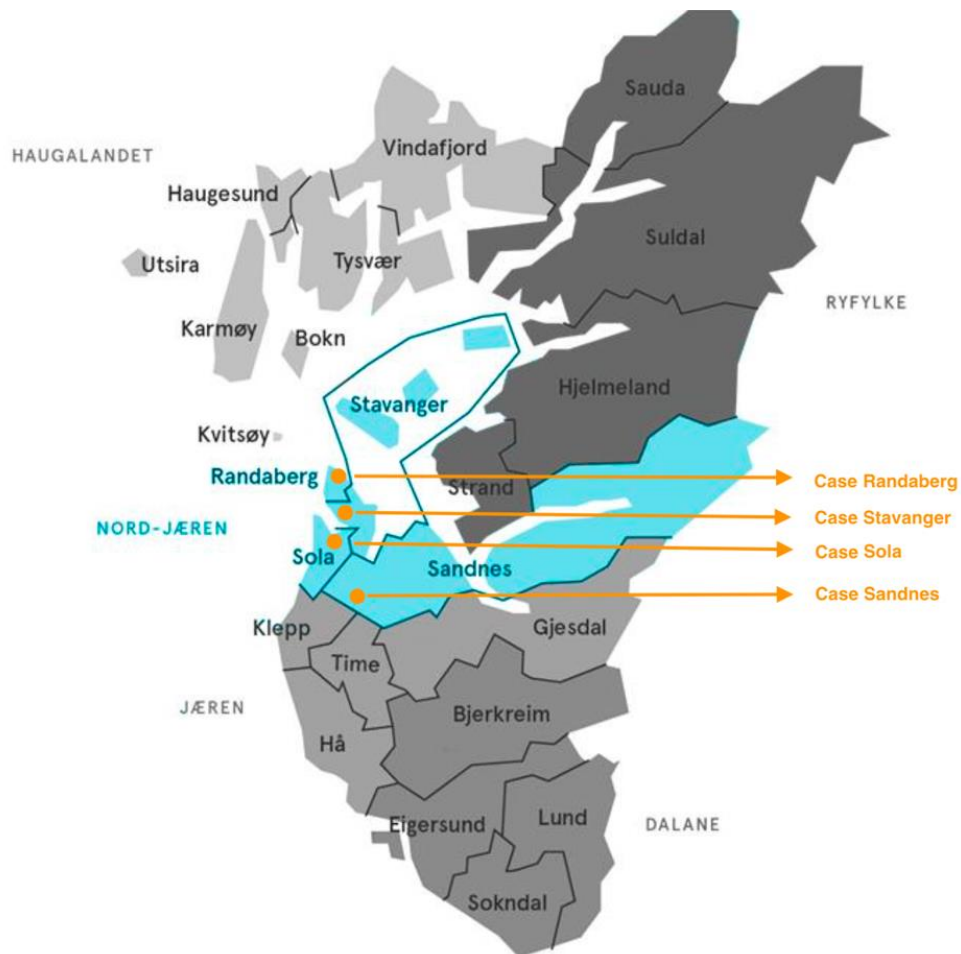 Sauda
HAUGALANDET
Vindafjord
Haugesund
Suldal
Utsira
Tysvær
RYFYLKE
Karmøy
Bokn
Hjelmeland
Stavanger
Kvitsøy
Randaberg
Case Randaberg
Strand
Case Stavanger
NORD-JÆREN
Case Sola
Sola
Sandnes
Case Sandnes
Klepp
Gjesdal
Time
JÆREN
Bjerkreim
Hå
Eigersund
Lund
DALANE
Sokndal